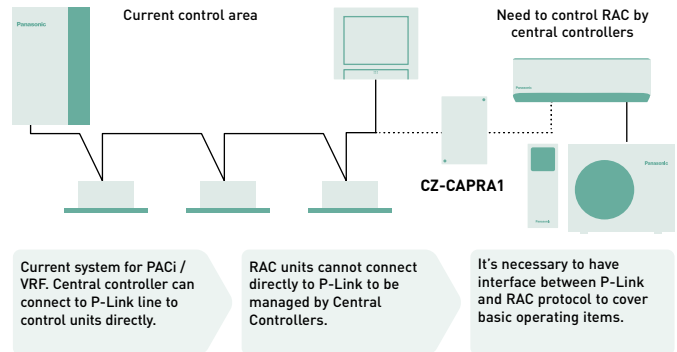 Current control area
Need to control RAC by
central controllers
Panasonic
Panasonic
CZ-CAPRA1
Panasonic
Panasonic
Current system for PACi /
VRF. Central controller can
connect to P-Link line to
control units directly.
RAC units cannot connect
directly to P-Link to be
managed by Central
Controllers.
It's necessary to have
interface between P-Link
and RAC protocol to cover
basic operating items.